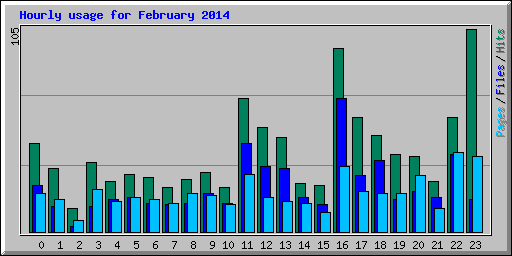 Hourly usage for February 2014
105
Pages/Files/Hits
0 1 2 3 4 5 6 7 8 9 10 11 12 13 14 15 16 17 18 19 20 21 22 23